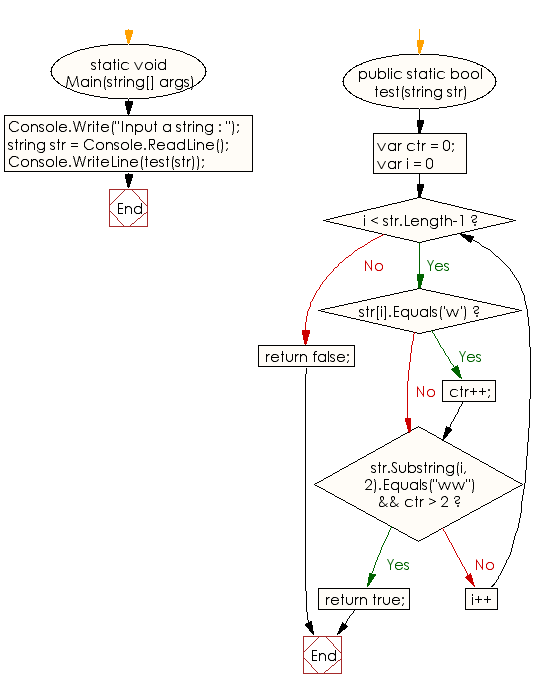 static void
Main(string[] args)
Console.Write("Input a string : ");
string str = Console.ReadLine();
Console.WriteLine(test(str));
End
public static bool
test(string str)
var ctr = 0;
var i = 0
i < str.Length-1 ?
No
Yes
str[i].Equals('w') ?
return false;
Yes
No
ctr++;
str.Substring(i,
2).Equals("ww")
&& ctr > 2 ?
Yes
No
return true;
i++
End